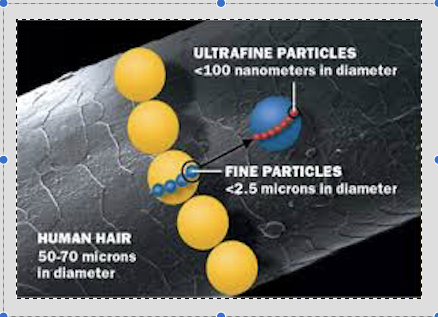 ULTRAFINE PARTICLES
<100 nanometers in diameter
FINE PARTICLES
<2.5 microns in diameter
HUMAN HAIR
50-70 microns
in diameter